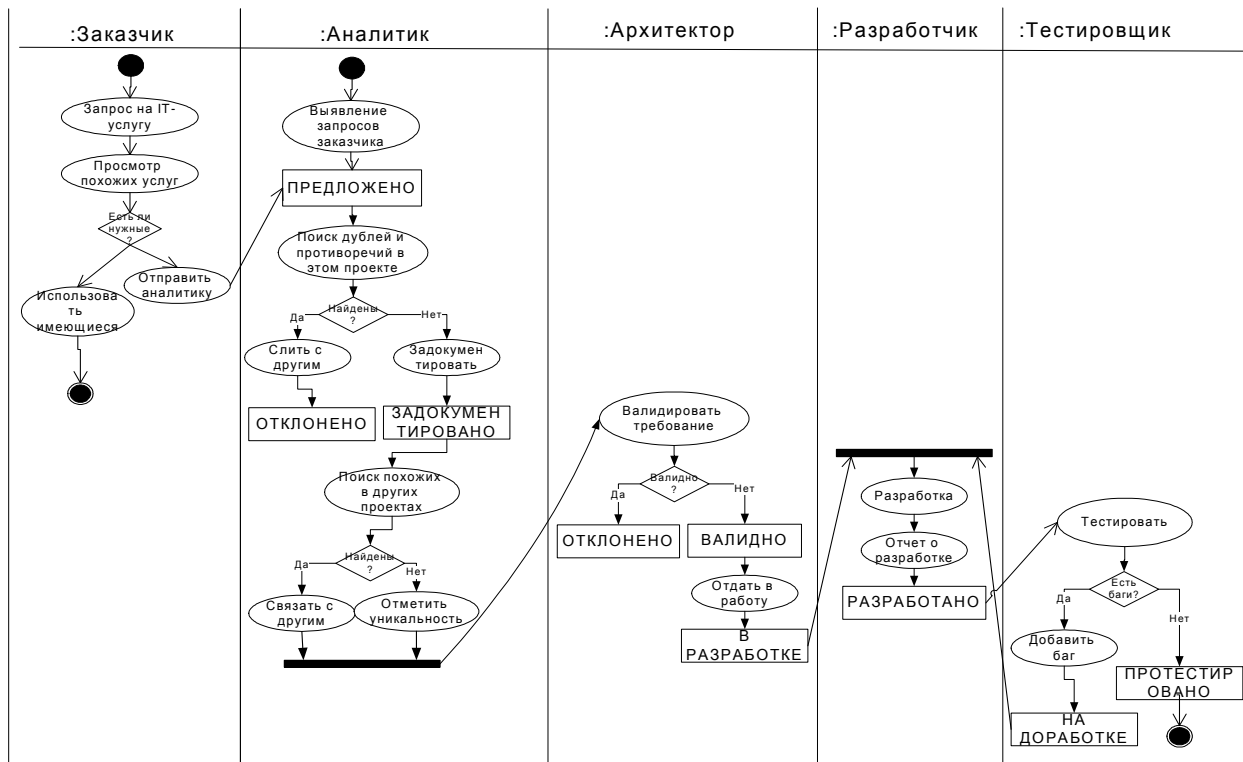 :Заказчик
:Аналитик
:Архитектор
:Разработчик
:Тестировщик
Запрос на IT-
услугу
Просмотр
похожих услуг
Есть ли
нужные
?
Отправить
аналитику
Использова
ть
имеющиеся
Выявление
запросов
заказчика
ПРЕДЛОЖЕНО
Поиск дублей и
противоречий в
этом проекте
Найдены
?
Да
Нет
Слить с
другим
Задокумен
тировать
ОТКЛОНЕНО
ЗАДОКУМЕН
ТИРОВАНО
Поиск похожих
в других
проектах
Найдены
?
Да
Нет
Связать с
другим
Отметить
уникальность
Валидировать
требование
Валидно
?
Да
Нет
ОТКЛОНЕНО
ВАЛИДНО
Отдать в
работу
В
РАЗРАБОТКЕ
Разработка
Отчет о
разработке
РАЗРАБОТАНО
Тестировать
Есть
баги?
Да
Нет
Добавить
баг
ПРОТЕСТИР
ОВАНО
НА
ДОРАБОТКЕ